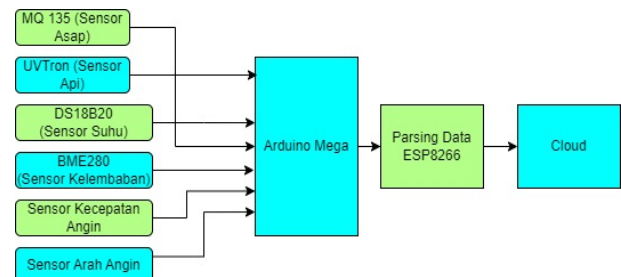 MQ 135 (Sensor
Asap)
UVTron (Sensor
Api)
DS18B20
(Sensor Suhu)
BME280
(Sensor Kelembaban)
Sensor Kecepatan
Angin
Sensor Arah Angin
Arduino Mega
Parsing Data
ESP8266
Cloud